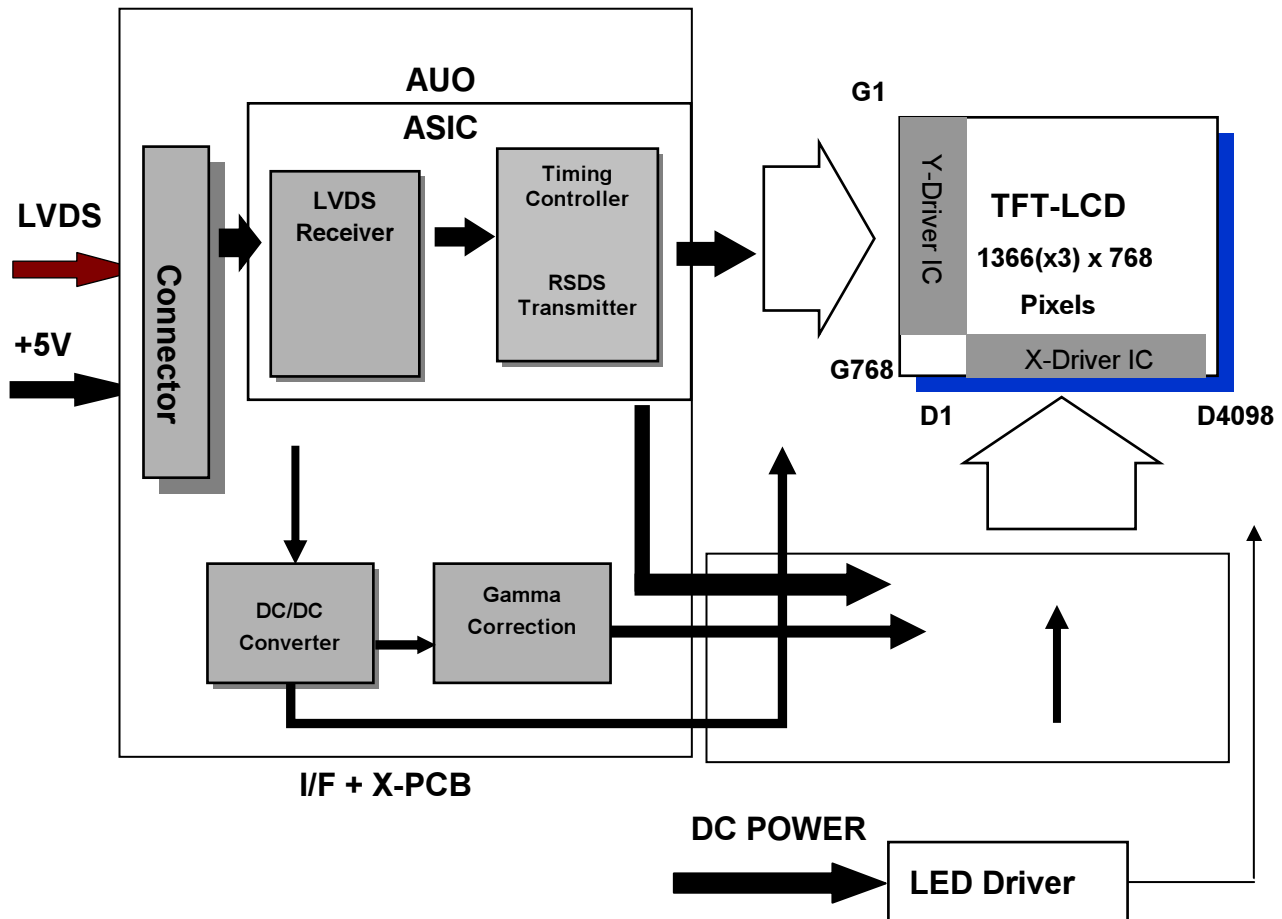 AUO
ASIC
LVDS
+5V
Connector
LVDS
Receiver
Timing
Controller
RSDS
Transmitter
G1
G768
Y-Driver IC
TFT-LCD
1366(x3) x 768
Pixels
X-Driver IC
D1
D4098
DC/DC
Converter
Gamma
Correction
I/F + X-PCB
DC POWER
LED Driver